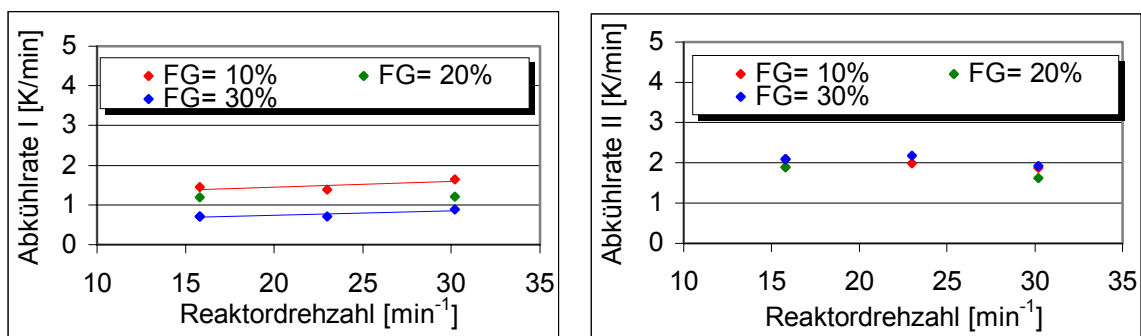 Abkühlrate I [K/min]
5
4
3
2
1
0
FG= 10%
FG= 20%
FG= 30%
10 15 20 25 30 35
Reaktordrehzahl [min⁻¹]
Abkühlrate II [K/min]
5
4
3
2
1
0
FG= 10%
FG= 20%
FG= 30%
10 15 20 25 30 35
Reaktordrehzahl [min⁻¹]